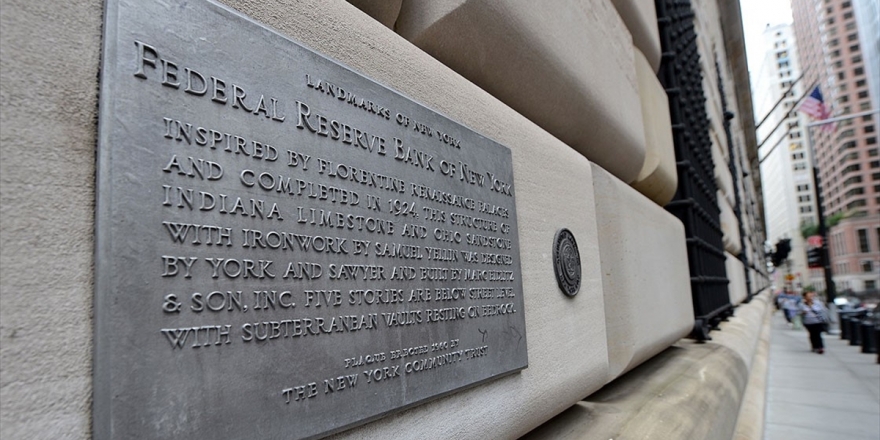 LANDMARKS OF NEW YORK
FEDERAL RESERVE BANK OF NEW YORK
INSPIRED BY FLORENTINE RENAISSANCE PALACES
AND COMPLETED IN 1924, THIS STRUCTURE OF
INDIANA LIMESTONE AND OHIO SANDSTONE
WITH IRONWORK BY SAMUEL YELLIN WAS DESIGNED
BY YORK AND SAWYER AND BUILT BY MARC EIDLITZ
& SON, INC. FIVE STORIES ARE BELOW STREET LEVEL
WITH SUBTERRANEAN VAULTS RESTING ON BEDROCK.
PLAQUE ERECTED
THE NEW YORK COMMUNITY TRUST